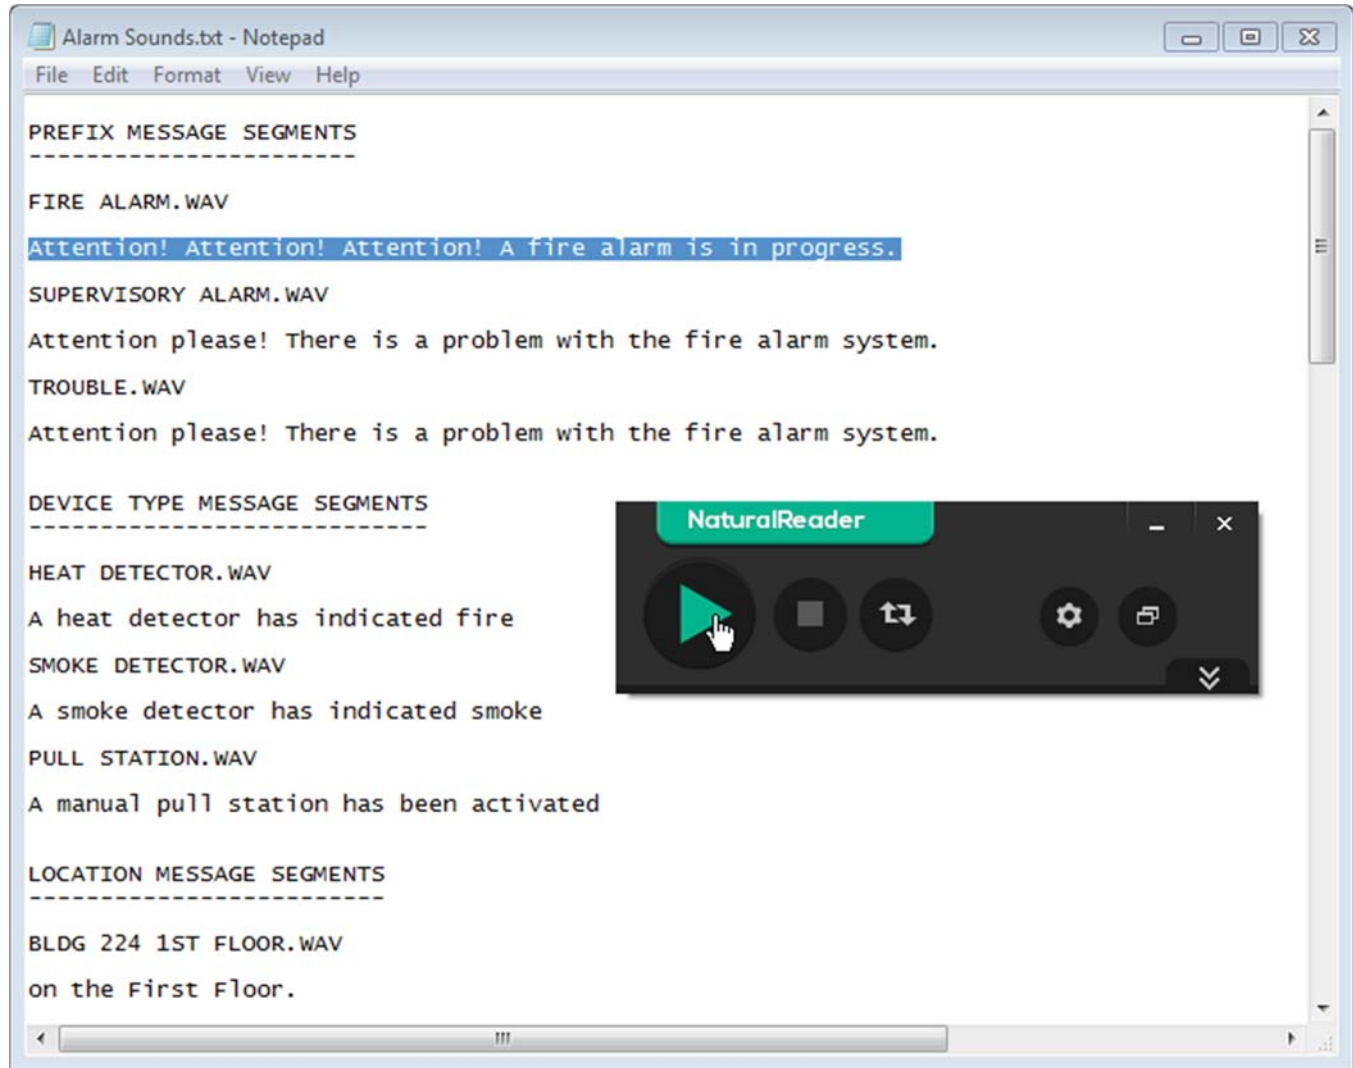 Alarm Sounds.txt - Notepad
File Edit Format View Help
PREFIX MESSAGE SEGMENTS
-----------------------
FIRE ALARM.WAV
Attention! Attention! Attention! A fire alarm is in progress.
SUPERVISORY ALARM.WAV
Attention please! There is a problem with the fire alarm system.
TROUBLE.WAV
Attention please! There is a problem with the fire alarm system.
DEVICE TYPE MESSAGE SEGMENTS
----------------------------
NaturalReader
HEAT DETECTOR.WAV
A heat detector has indicated fire
SMOKE DETECTOR.WAV
A smoke detector has indicated smoke
PULL STATION.WAV
A manual pull station has been activated
LOCATION MESSAGE SEGMENTS
-------------------------
BLDG 224 1ST FLOOR.WAV
on the First Floor.